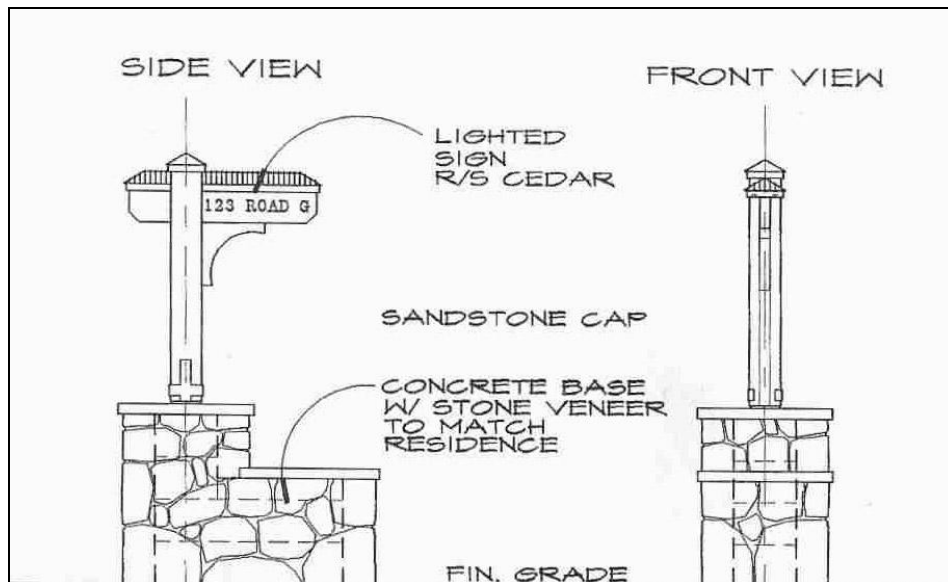 SIDE VIEW
FRONT VIEW
LIGHTED
SIGN
R/S CEDAR
123 ROAD G
SANDSTONE CAP
CONCRETE BASE
W/ STONE VENEER
TO MATCH
RESIDENCE
FIN. GRADE